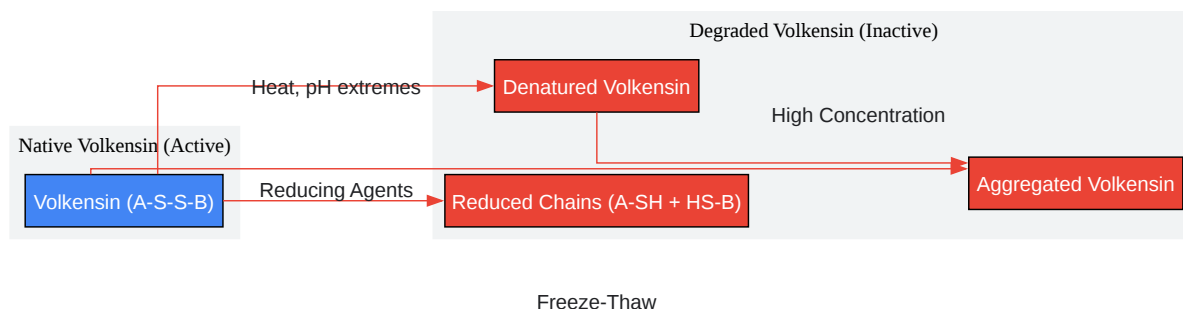 Degraded Volkensin (Inactive)
Heat, pH extremes
Denatured Volkensin
High Concentration
Native Volkensin (Active)
Volkensin (A-S-S-B)
Reducing Agents
Reduced Chains (A-SH + HS-B)
Aggregated Volkensin
Freeze-Thaw